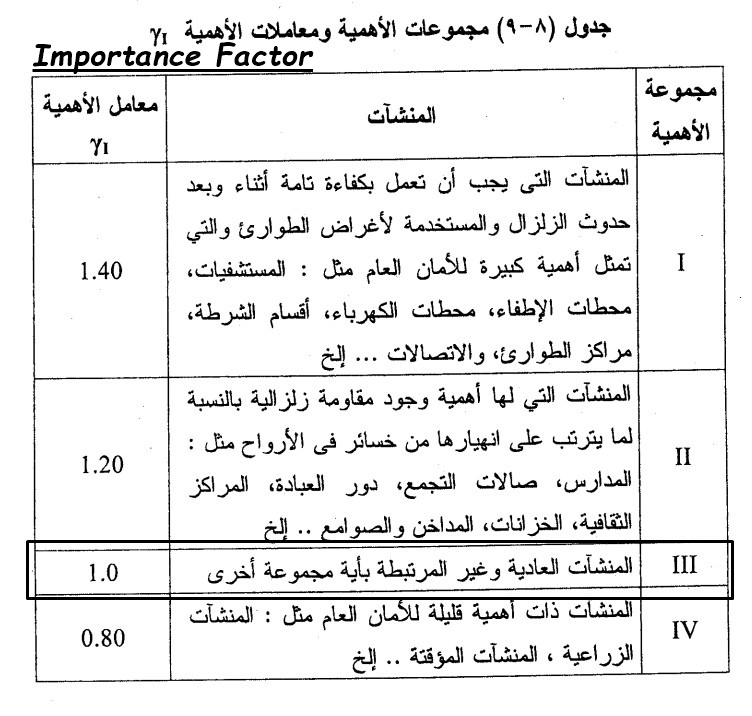 جدول (٨-٩) مجموعات الأهمية ومعاملات الأهمية γI
Importance Factor
مجموعة الأهمية
المنشآت
معامل الأهمية γI
I
المنشآت التى يجب أن تعمل بكفاءة تامة أثناء وبعد
حدوث الزلزال والمستخدمة لأغراض الطوارئ والتي
تمثل أهمية كبيرة للأمان العام مثل : المستشفيات،
محطات الإطفاء، محطات الكهرباء، أقسام الشرطة،
مراكز الطوارئ، والاتصالات ... إلخ
1.40
II
المنشآت التي لها أهمية وجود مقاومة زلزالية بالنسبة
لما يترتب على انهيارها من خسائر فى الأرواح مثل :
المدارس، صالات التجمع، دور العبادة، المراكز
الثقافية، الخزانات، المداخن والصوامع .. إلخ
1.20
III
المنشآت العادية وغير المرتبطة بأية مجموعة أخرى
1.0
IV
المنشات ذات أهمية قليلة للأمان العام مثل : المنشآت
الزراعية ، المنشآت المؤقتة .. إلخ
0.80